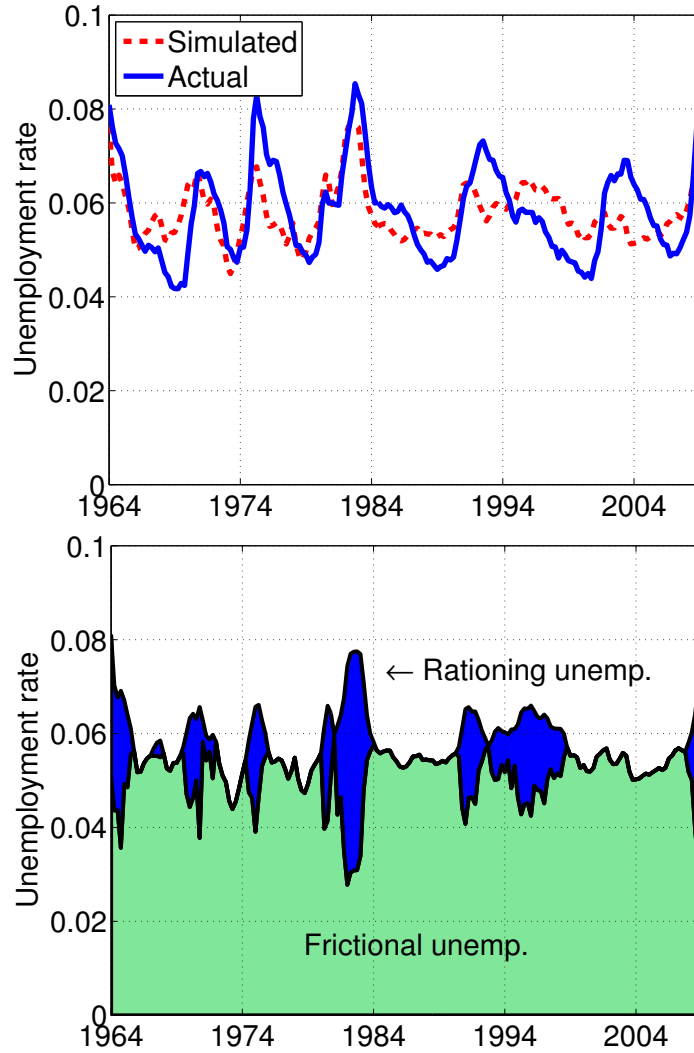 0.1
Simulated
Actual
0.08
0.06
0.04
0.02
0
Unemployment rate
1964 1974 1984 1994 2004
0.1
0.08
← Rationing unemp.
0.06
0.04
0.02
Frictional unemp.
0
Unemployment rate
1964 1974 1984 1994 2004